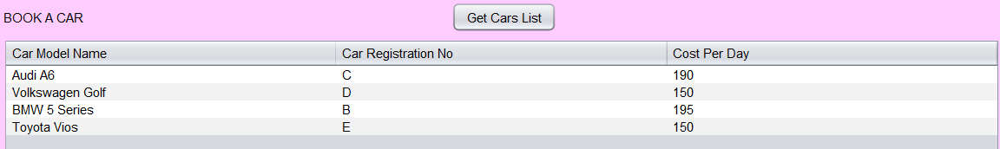 BOOK A CAR Get Cars List
Car Model Name Car Registration No Cost Per Day
Audi A6 C 190
Volkswagen Golf D 150
BMW 5 Series B 195
Toyota Vios E 150